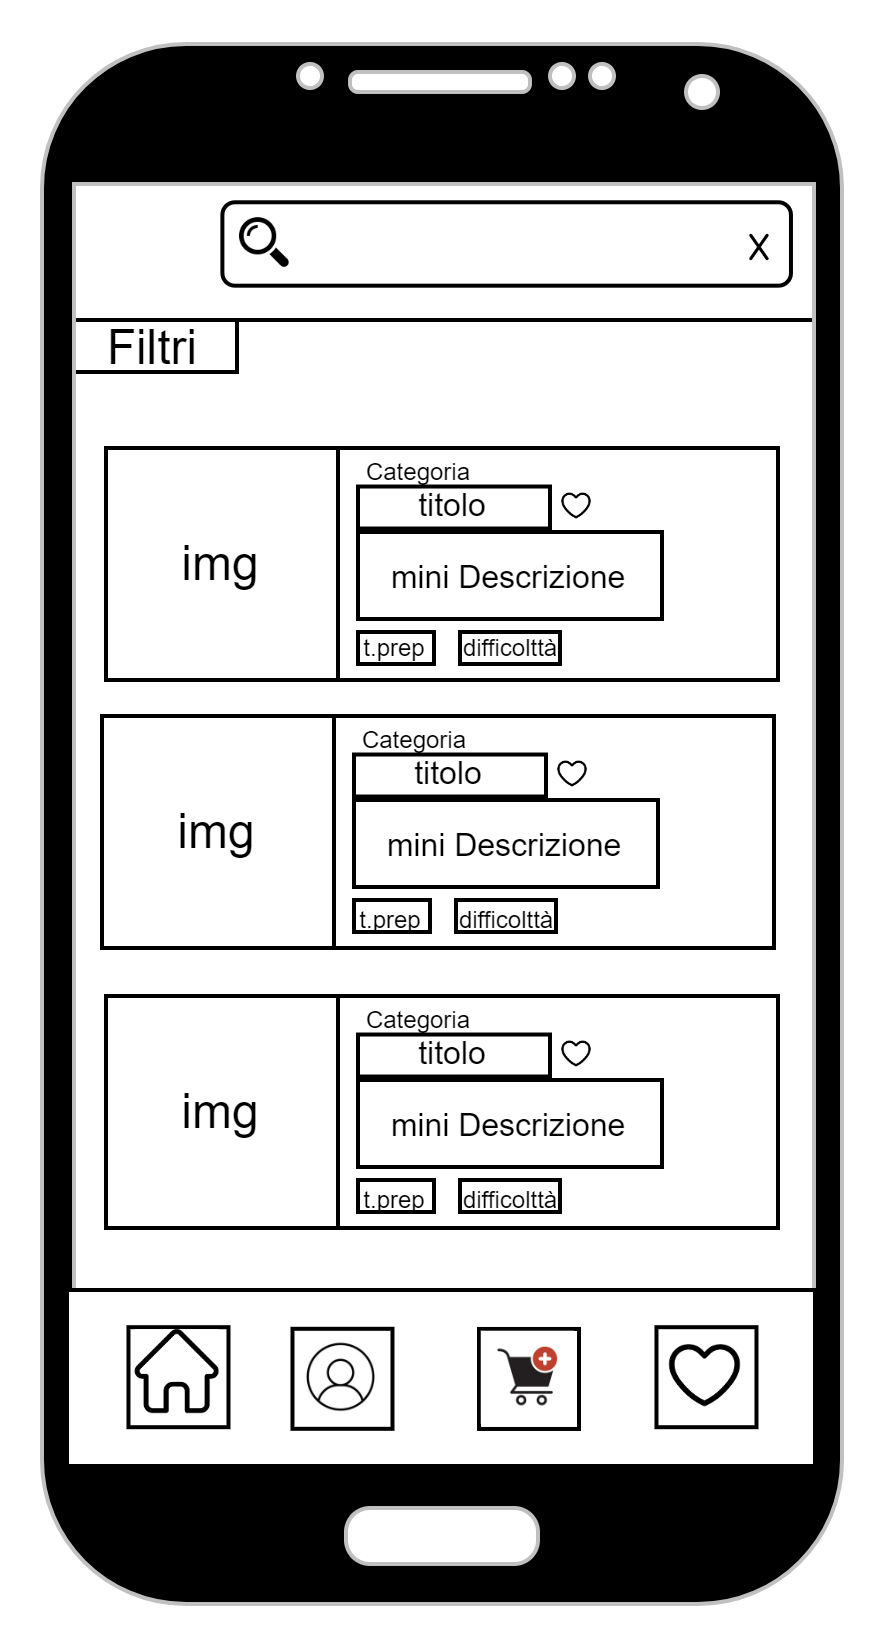 X
Filtri
Categoria
titolo
img
mini Descrizione
t.prep difficolttà
Categoria
titolo
img
mini Descrizione
t.prep difficolttà
Categoria
titolo
img
mini Descrizione
t.prep difficolttà